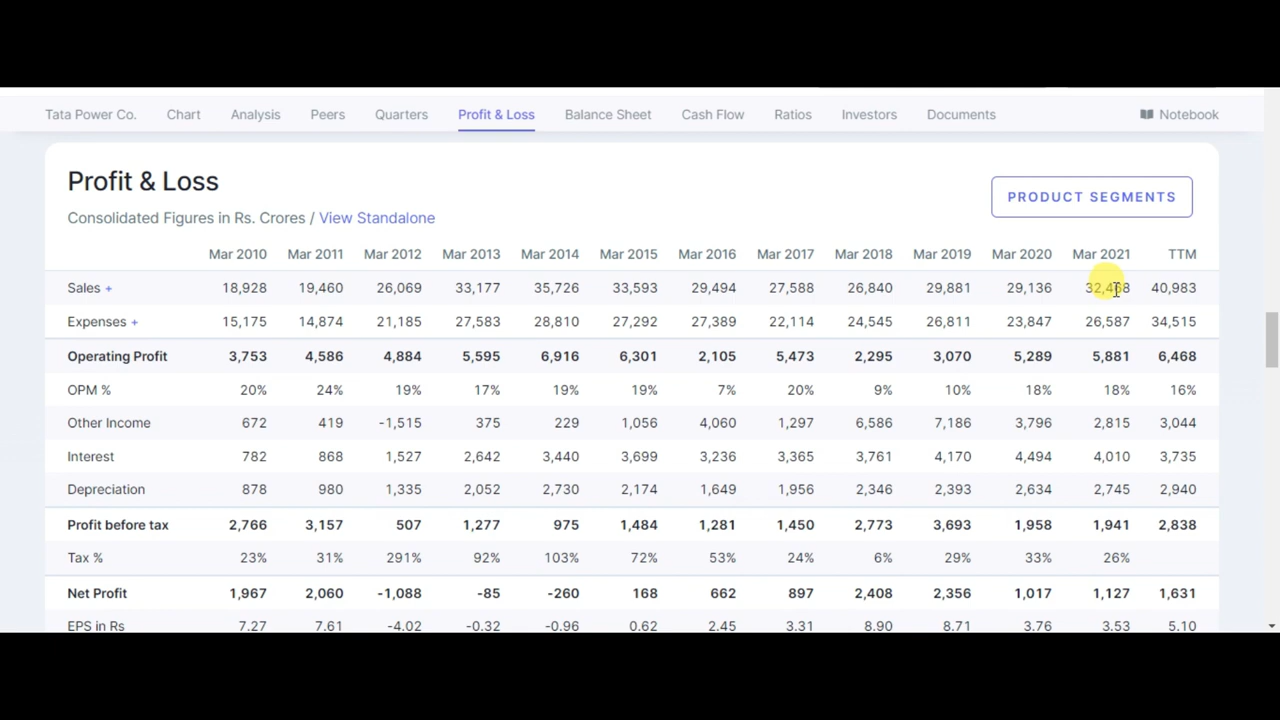 Tata Power Co. Chart Analysis Peers Quarters Profit & Loss Balance Sheet Cash Flow Ratios Investors Documents Notebook
Profit & Loss
PRODUCT SEGMENTS
Consolidated Figures in Rs. Crores / View Standalone
Mar 2010 Mar 2011 Mar 2012 Mar 2013 Mar 2014 Mar 2015 Mar 2016 Mar 2017 Mar 2018 Mar 2019 Mar 2020 Mar 2021 TTM
Sales + 18,928 19,460 26,069 33,177 35,726 33,593 29,494 27,588 26,840 29,881 29,136 32,468 40,983
Expenses + 15,175 14,874 21,185 27,583 28,810 27,292 27,389 22,114 24,545 26,811 23,847 26,587 34,515
Operating Profit 3,753 4,586 4,884 5,595 6,916 6,301 2,105 5,473 2,295 3,070 5,289 5,881 6,468
OPM % 20% 24% 19% 17% 19% 19% 7% 20% 9% 10% 18% 18% 16%
Other Income 672 419 -1,515 375 229 1,056 4,060 1,297 6,586 7,186 3,796 2,815 3,044
Interest 782 868 1,527 2,642 3,440 3,699 3,236 3,365 3,761 4,170 4,494 4,010 3,735
Depreciation 878 980 1,335 2,052 2,730 2,174 1,649 1,956 2,346 2,393 2,634 2,745 2,940
Profit before tax 2,766 3,157 507 1,277 975 1,484 1,281 1,450 2,773 3,693 1,958 1,941 2,838
Tax % 23% 31% 291% 92% 103% 72% 53% 24% 6% 29% 33% 26%
Net Profit 1,967 2,060 -1,088 -85 -260 168 662 897 2,408 2,356 1,017 1,127 1,631
EPS in Rs 7.27 7.61 -4.02 -0.32 -0.96 0.62 2.45 3.31 8.90 8.71 3.76 3.53 5.10